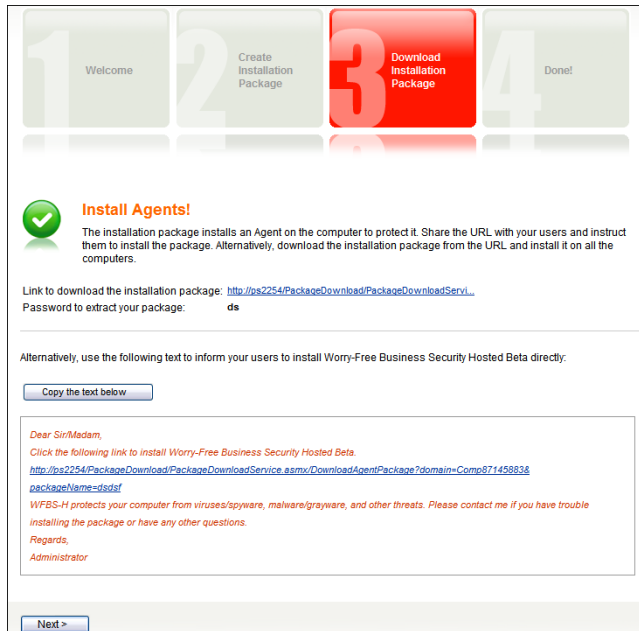 1
Welcome
2
Create
Installation
Package
3
Download
Installation
Package
4
Done!
Install Agents!
The installation package installs an Agent on the computer to protect it. Share the URL with your users and instruct
them to install the package. Alternatively, download the installation package from the URL and install it on all the
computers.
Link to download the installation package: http://ps2254/PackageDownload/PackageDownloadServi...
Password to extract your package: ds
Alternatively, use the following text to inform your users to install Worry-Free Business Security Hosted Beta directly:
Copy the text below
Dear Sir/Madam,
Click the following link to install Worry-Free Business Security Hosted Beta.
http://ps2254/PackageDownload/PackageDownloadService.asmx/DownloadAgentPackage?domain=Comp87145883&
packageName=dsdsf
WFBS-H protects your computer from viruses/spyware, malware/grayware, and other threats. Please contact me if you have trouble
installing the package or have any other questions.
Regards,
Administrator
Next >